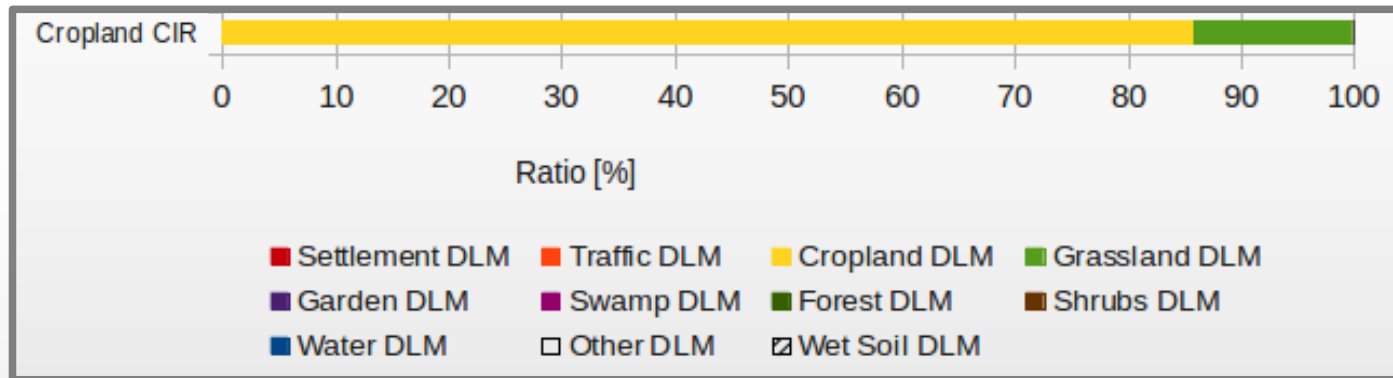 Cropland CIR
0 10 20 30 40 50 60 70 80 90 100
Ratio [%]
Settlement DLM Traffic DLM Cropland DLM Grassland DLM
Garden DLM Swamp DLM Forest DLM Shrubs DLM
Water DLM Other DLM Wet Soil DLM